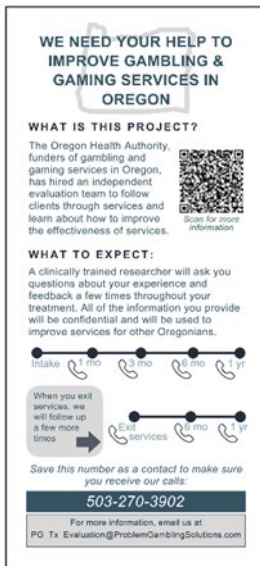 WE NEED YOUR HELP TO
IMPROVE GAMBLING &
GAMING SERVICES IN
OREGON
WHAT IS THIS PROJECT?
The Oregon Health Authority,
funders of gambling and
gaming services in Oregon,
has hired an independent
evaluation team to follow
clients through services and
learn about how to improve
the effectiveness of services.
Scan for more
information
WHAT TO EXPECT:
A clinically trained researcher will ask you
questions about your experience and
feedback a few times throughout your
treatment. All of the information you provide
will be confidential and will be used to
improve services for other Oregonians.
Intake 1 mo 3 mo 6 mo 1 yr
When you exit
services, we
will follow up
a few more
times
Exit
services 6 mo 1 yr
Save this number as a contact to make sure
you receive our calls:
503-270-3902
For more information, email us at
PG_Tx_Evaluation@ProblemGamblingSolutions.com